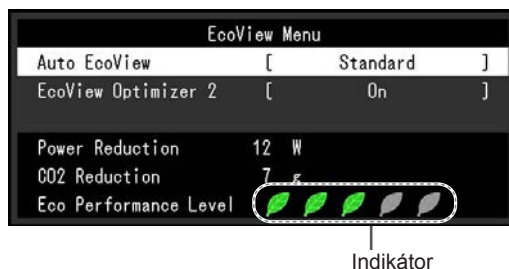 EcoView Menu
Auto EcoView [ Standard ]
EcoView Optimizer 2 [ On ]
Power Reduction 12 W
CO2 Reduction 7 g
Eco Performance Level
Indikátor